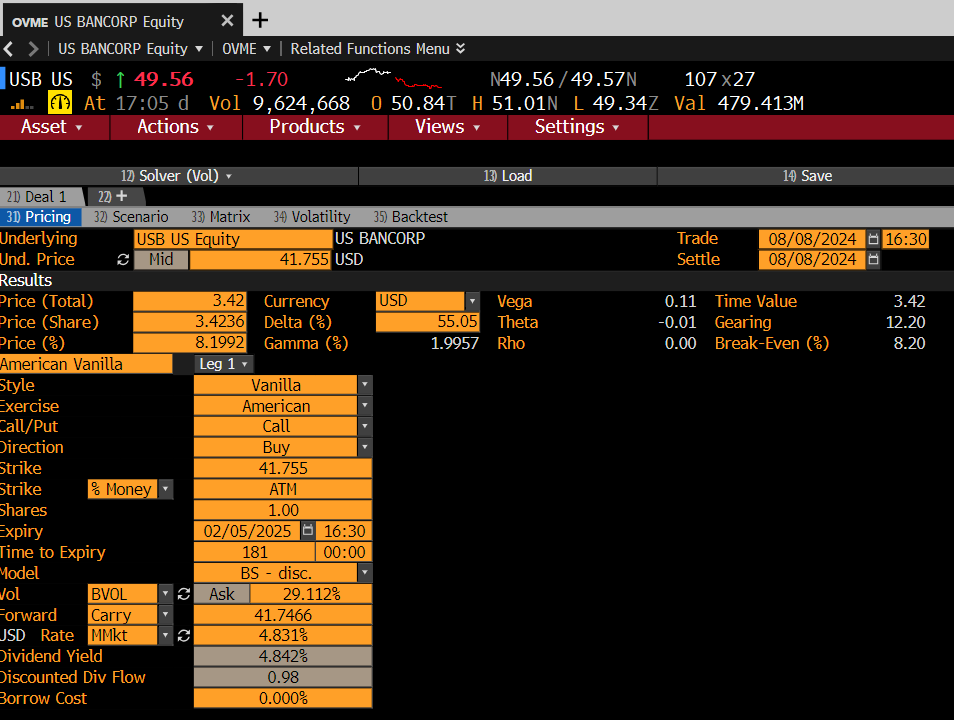 OVME US BANCORP Equity × +
< > US BANCORP Equity ▾ | OVME ▾ | Related Functions Menu
USB US $ ↑ 49.56 -1.70 N49.56 / 49.57N 107 x 27
At 17:05 d Vol 9,624,668 O 50.84T H 51.01N L 49.34Z Val 479.413M
Asset ▾ Actions ▾ Products ▾ Views ▾ Settings ▾
12) Solver (Vol) ▾ 13) Load 14) Save
21) Deal 1 22) +
31) Pricing 32) Scenario 33) Matrix 34) Volatility 35) Backtest
Underlying USB US Equity US BANCORP Trade 08/08/2024 16:30
Und. Price Mid 41.755 USD Settle 08/08/2024
Results
Price (Total) 3.42 Currency USD Vega 0.11 Time Value 3.42
Price (Share) 3.4236 Delta (%) 55.05 Theta -0.01 Gearing 12.20
Price (%) 8.1992 Gamma (%) 1.9957 Rho 0.00 Break-Even (%) 8.20
American Vanilla Leg 1 ▾
Style Vanilla
Exercise American
Call/Put Call
Direction Buy
Strike 41.755
Strike % Money ATM
Shares 1.00
Expiry 02/05/2025 16:30
Time to Expiry 181 00:00
Model BS - disc.
Vol BVOL Ask 29.112%
Forward Carry 41.7466
USD Rate MMkt 4.831%
Dividend Yield 4.842%
Discounted Div Flow 0.98
Borrow Cost 0.000%